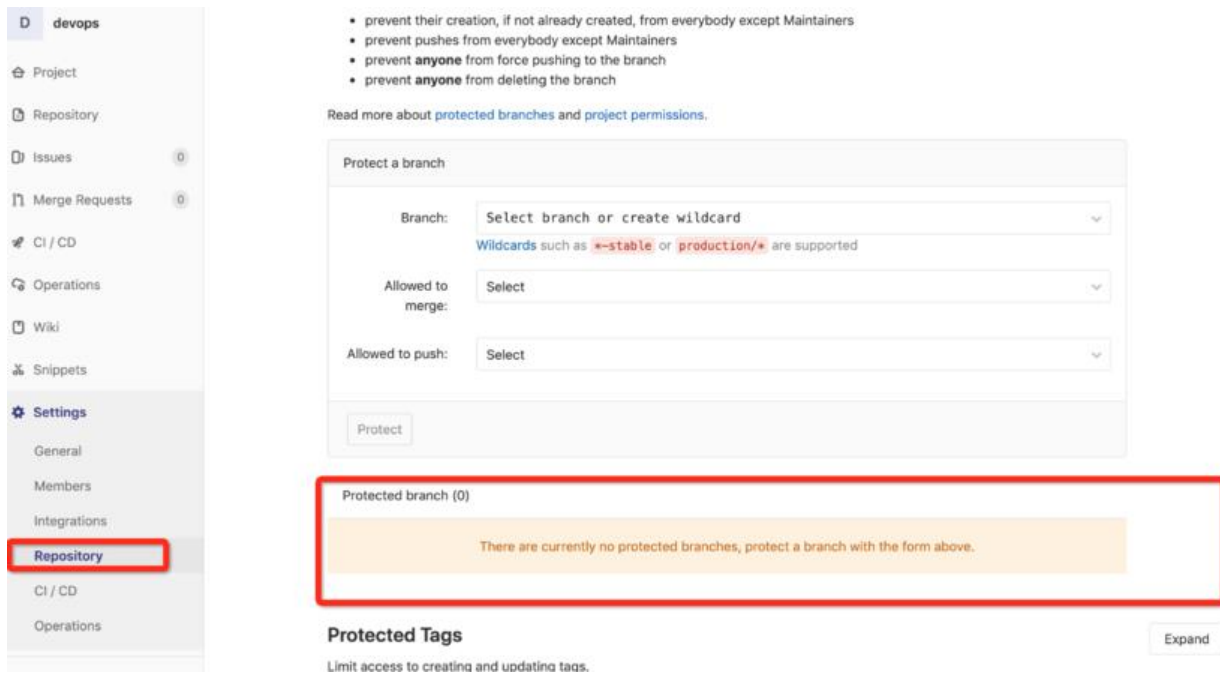 D devops
Project
Repository
Issues 0
Merge Requests 0
CI / CD
Operations
Wiki
Snippets
Settings
General
Members
Integrations
Repository
CI / CD
Operations
prevent their creation, if not already created, from everybody except Maintainers
prevent pushes from everybody except Maintainers
prevent anyone from force pushing to the branch
prevent anyone from deleting the branch
Read more about protected branches and project permissions.
Protect a branch
Branch: Select branch or create wildcard
Wildcards such as *-stable or production/* are supported
Allowed to merge: Select
Allowed to push: Select
Protect
Protected branch (0)
There are currently no protected branches, protect a branch with the form above.
Protected Tags
Expand
Limit access to creating and updating tags.